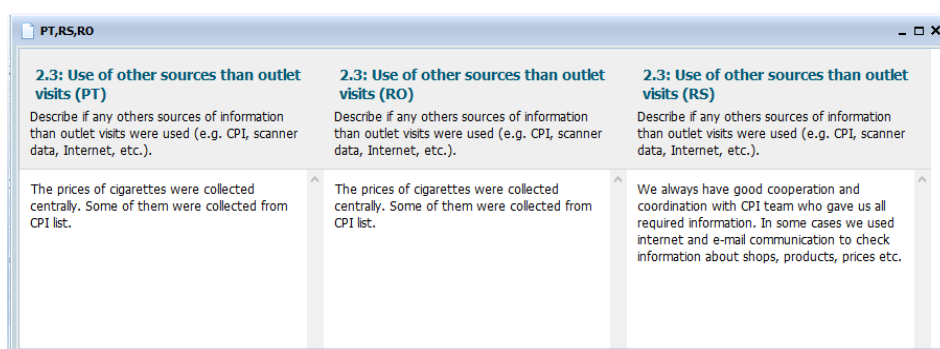 PT,RS,RO
2.3: Use of other sources than outlet
visits (PT)
Describe if any others sources of information
than outlet visits were used (e.g. CPI, scanner
data, Internet, etc.).
The prices of cigarettes were collected
centrally. Some of them were collected from
CPI list.
2.3: Use of other sources than outlet
visits (RO)
Describe if any others sources of information
than outlet visits were used (e.g. CPI, scanner
data, Internet, etc.).
The prices of cigarettes were collected
centrally. Some of them were collected from
CPI list.
2.3: Use of other sources than outlet
visits (RS)
Describe if any others sources of information
than outlet visits were used (e.g. CPI, scanner
data, Internet, etc.).
We always have good cooperation and
coordination with CPI team who gave us all
required information. In some cases we used
internet and e-mail communication to check
information about shops, products, prices etc.